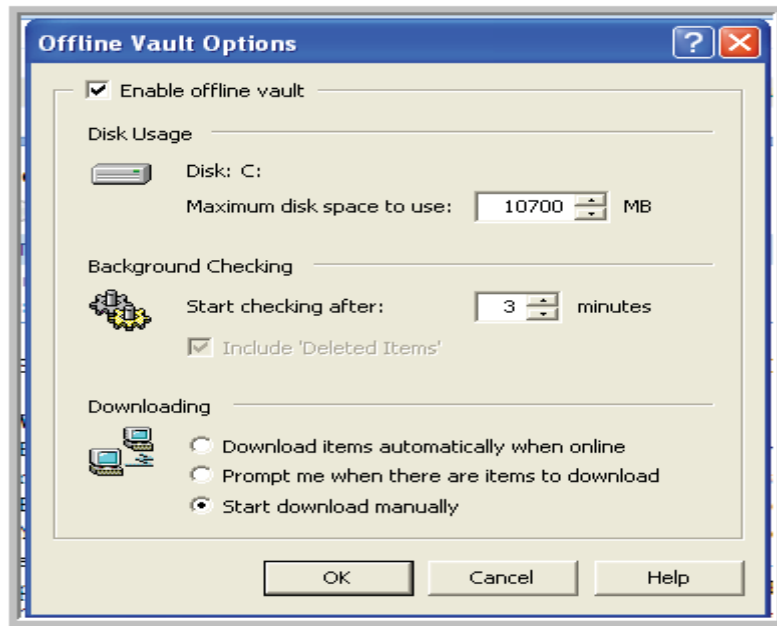 Offline Vault Options
Enable offline vault
Disk Usage
Disk: C:
Maximum disk space to use: 10700 MB
Background Checking
Start checking after: 3 minutes
Include 'Deleted Items'
Downloading
Download items automatically when online
Prompt me when there are items to download
Start download manually
OK Cancel Help